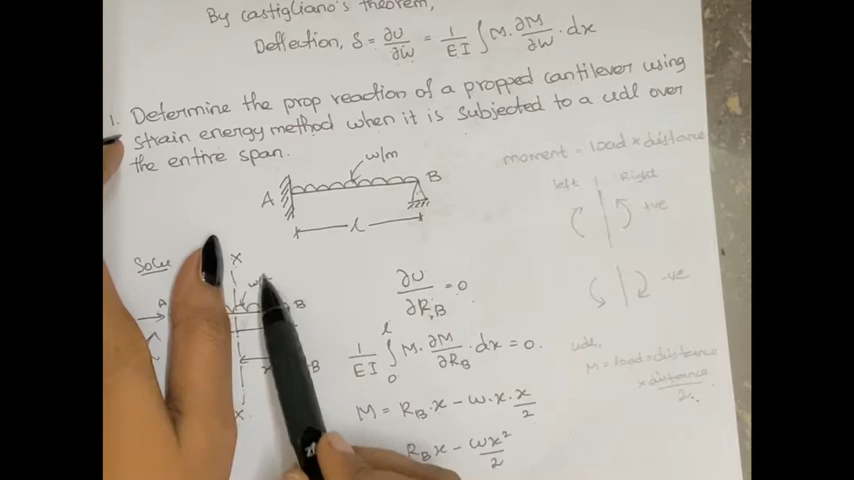 By Castigliano's theorem,
Deflection, δ = ∂U/∂W = 1/EI ∫ M. ∂M/∂W . dx
1. Determine the prop reaction of a propped cantilever using
strain energy method when it is subjected to a udl over
the entire span.
w/m
A B
l
moment = load x distance
left Right
+ve
-ve
Soln
X
A B
x
X
∂U/∂R_B = 0
1/EI ∫₀^l M. ∂M/∂R_B . dx = 0.
M = R_B.x - w.x. x/2
R_B x - wx²/2
udl
M = load x distance
x distance/2